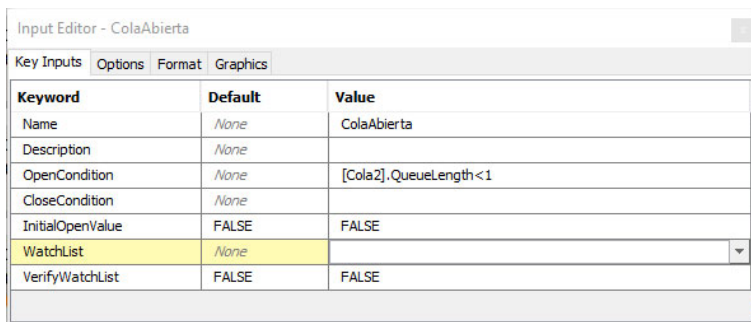 Input Editor - ColaAbierta
Key Inputs Options Format Graphics
Keyword Default Value
Name None ColaAbierta
Description None
OpenCondition None [Cola2].QueueLength<1
CloseCondition None
InitialOpenValue FALSE FALSE
WatchList None
VerifyWatchList FALSE FALSE